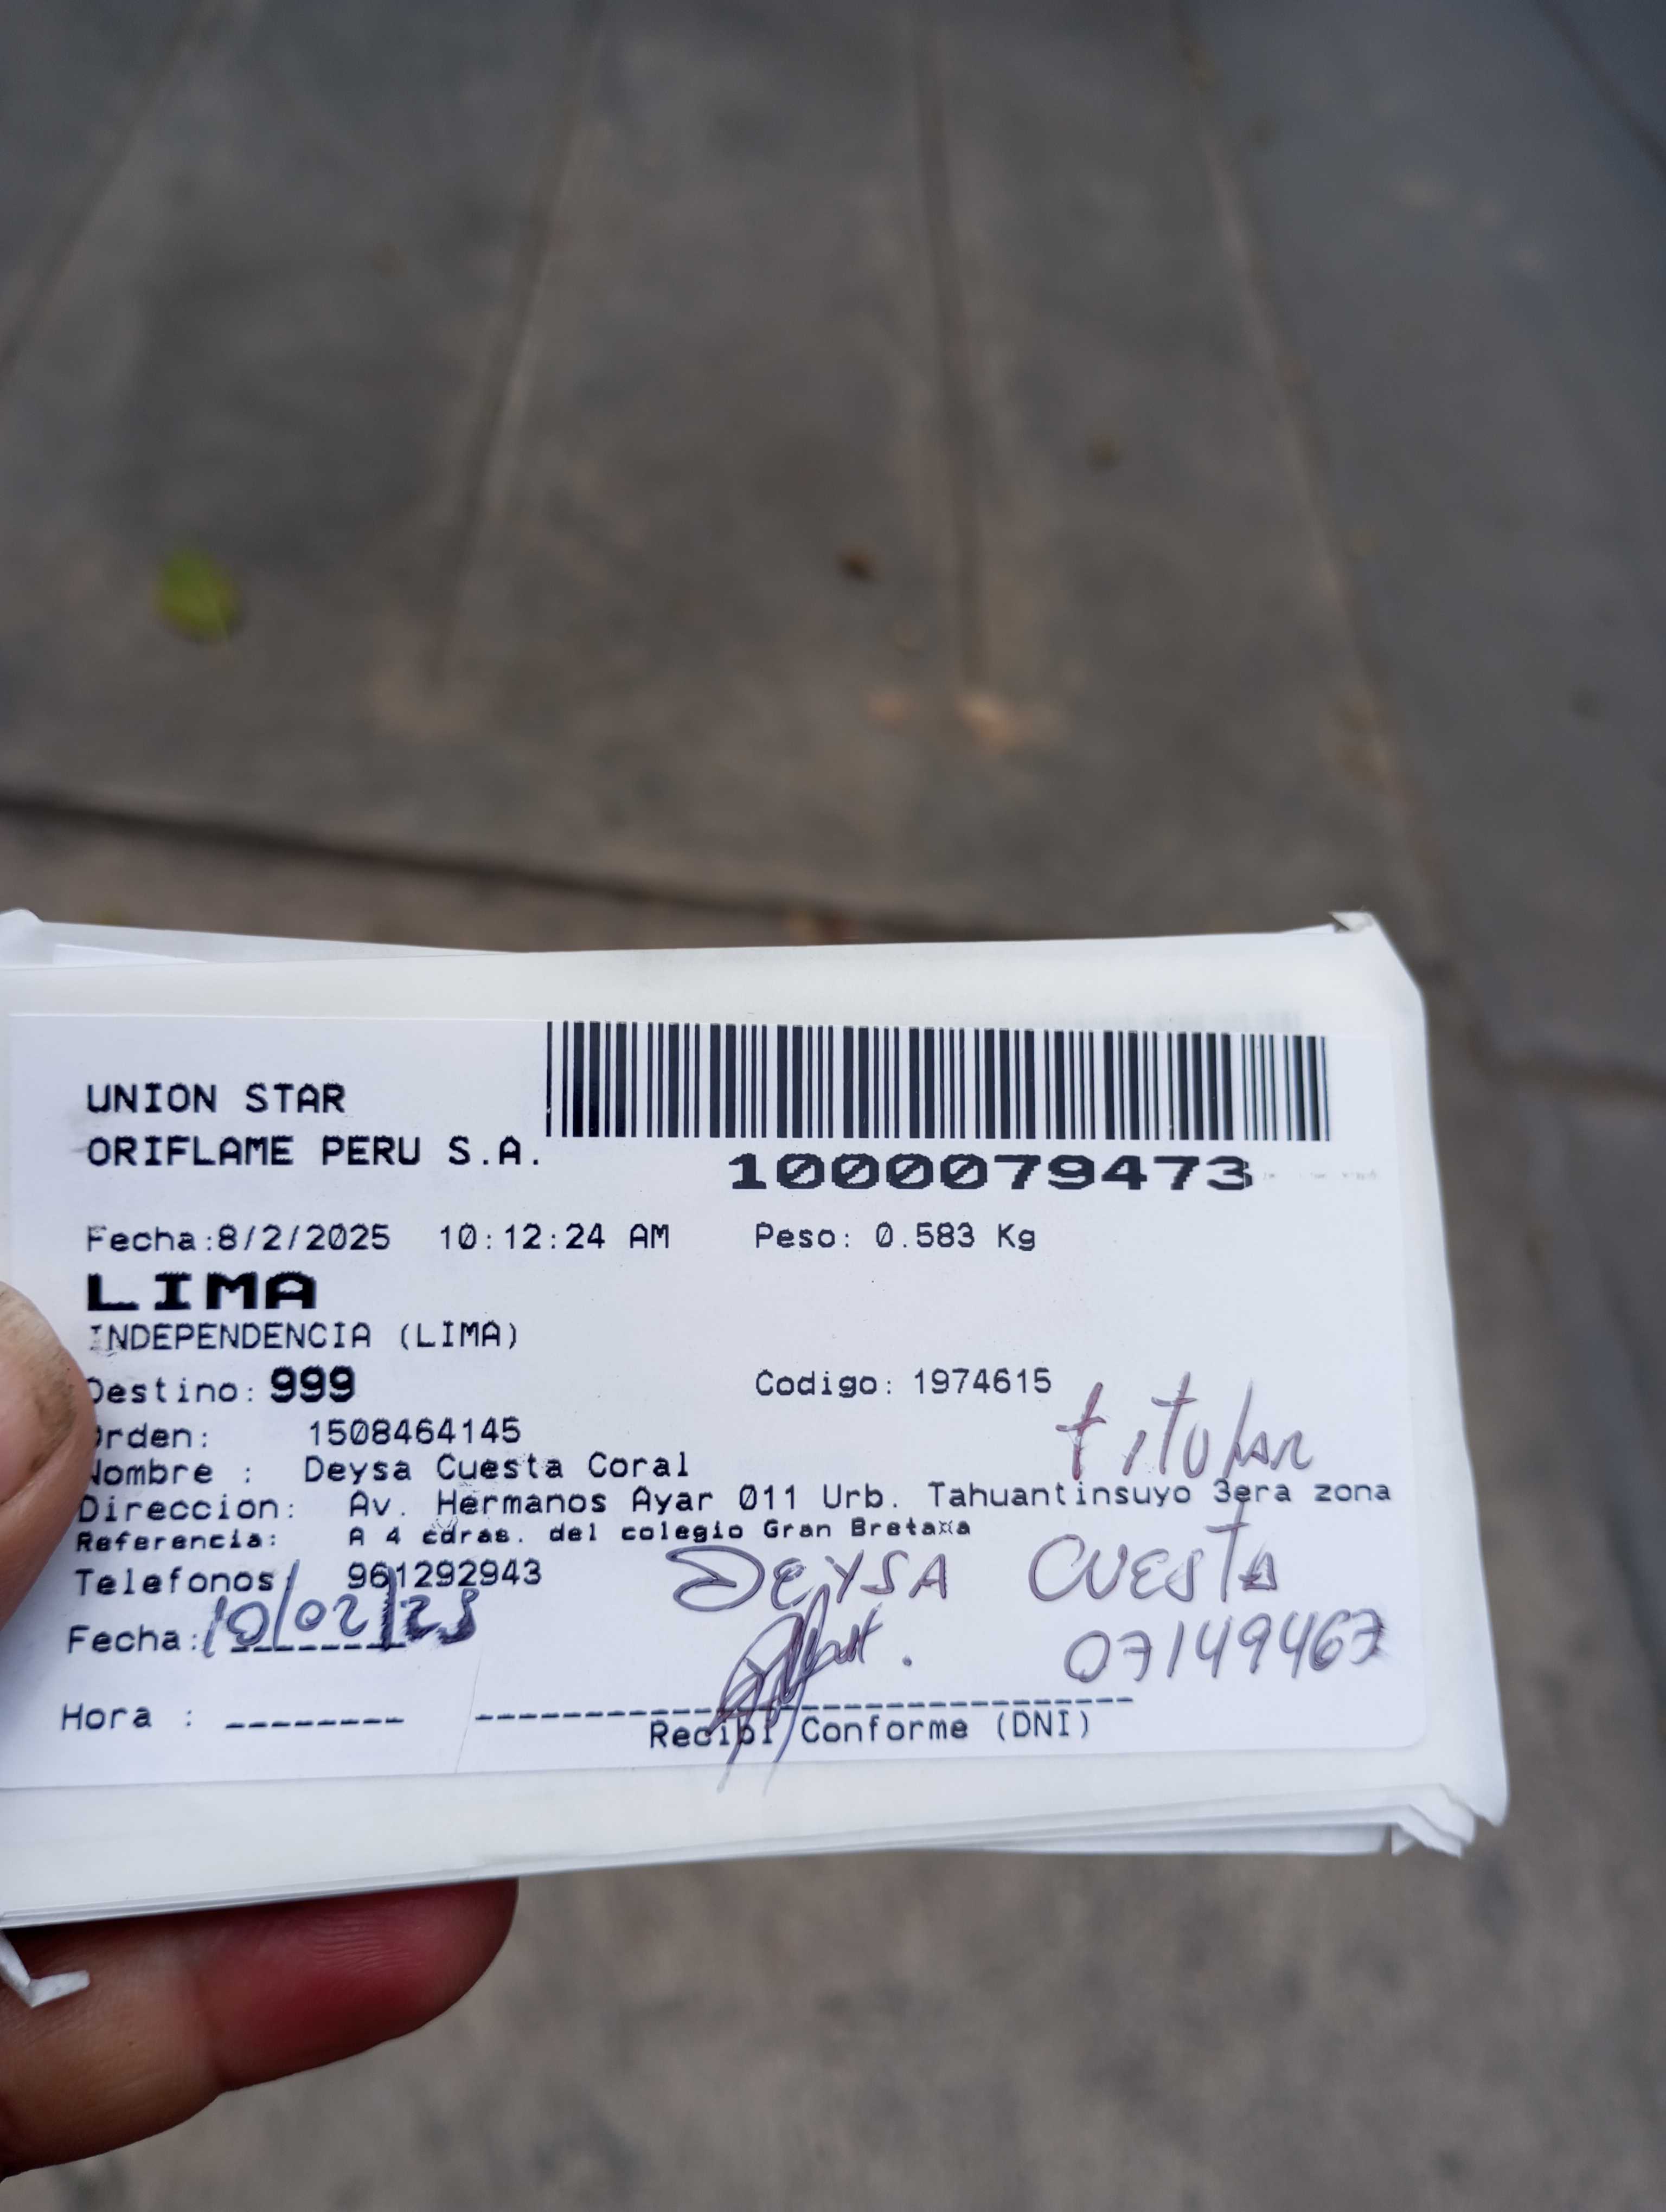 UNION STAR
ORIFLAME PERU S.A.
1000079473
Fecha:8/2/2025 10:12:24 AM Peso: 0.583 Kg
LIMA
INDEPENDENCIA (LIMA)
Destino: 999 Codigo: 1974615
Orden: 1508464145
titular
Nombre : Deysa Cuesta Coral
Direccion: Av. Hermanos Ayar 011 Urb. Tahuantinsuyo 3era zona
Referencia: A 4 cdras. del colegio Gran Breta¤a
Telefonos: 961292943
DEYSA CUESTA
Fecha: 10/02/25
07149467
Hora :
Recibi Conforme (DNI)